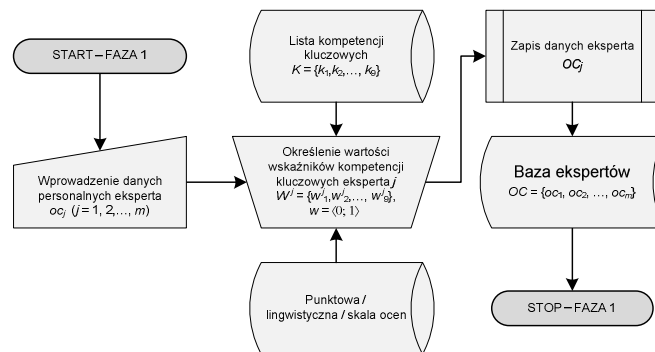 START – FAZA 1
Lista kompetencji
kluczowych
K = {k₁,k₂,…, k₉}
Zapis danych eksperta
OCⱼ
Wprowadzenie danych
personalnych eksperta
ocⱼ (j = 1, 2,…, m)
Określenie wartości
wskaźników kompetencji
kluczowych eksperta j
Wʲ = {wʲ₁,wʲ₂,…, wʲ₉},
w = ⟨0; 1⟩
Baza ekspertów
OC = {oc₁, oc₂, …, ocₘ}
Punktowa /
lingwistyczna / skala ocen
STOP – FAZA 1